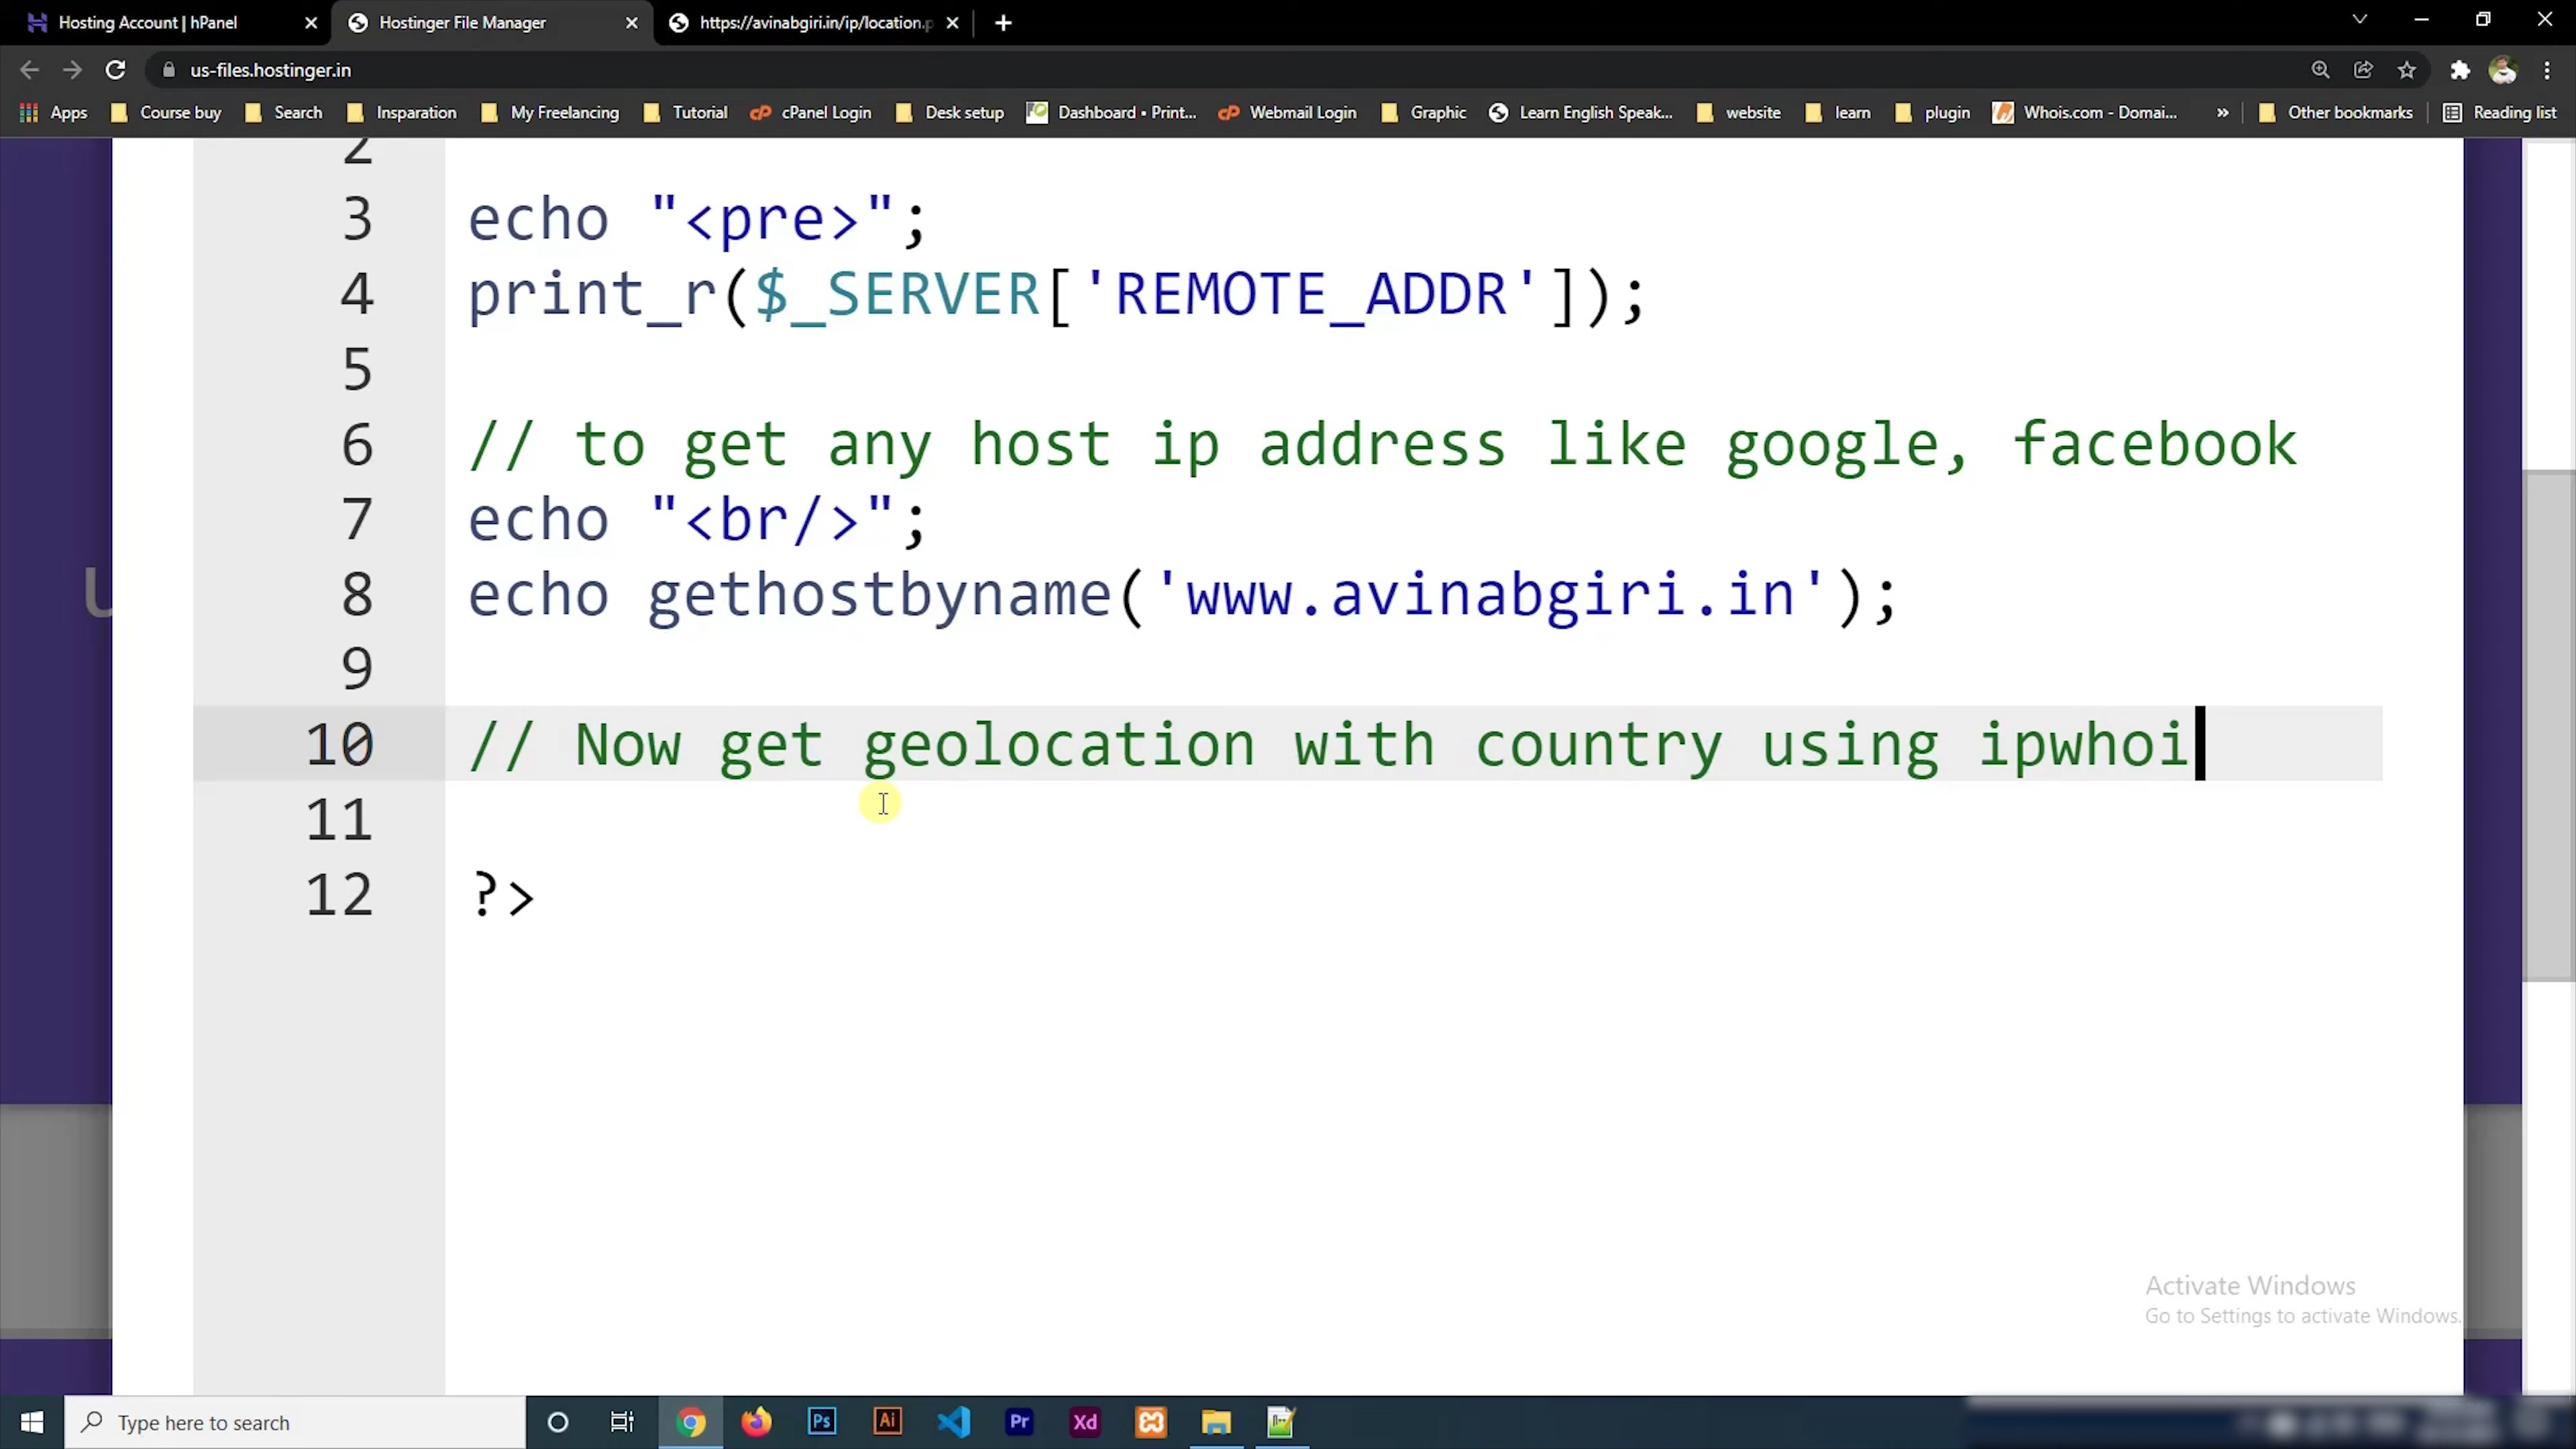 Hosting Account | hPanel
Hostinger File Manager
https://avinabgiri.in/ip/location.p
us-files.hostinger.in
Apps
Course buy
Search
Insparation
My Freelancing
Tutorial
cPanel Login
Desk setup
Dashboard • Print...
Webmail Login
Graphic
Learn English Speak...
website
learn
plugin
Whois.com - Domai...
»
Other bookmarks
Reading list
2
3 echo "<pre>";
4 print_r($_SERVER['REMOTE_ADDR']);
5
6 // to get any host ip address like google, facebook
7 echo "<br/>";
8 echo gethostbyname('www.avinabgiri.in');
9
10 // Now get geolocation with country using ipwhoi
11
12 ?>
Activate Windows
Go to Settings to activate Windows.
Type here to search
Ps
Ai
Pr
Xd